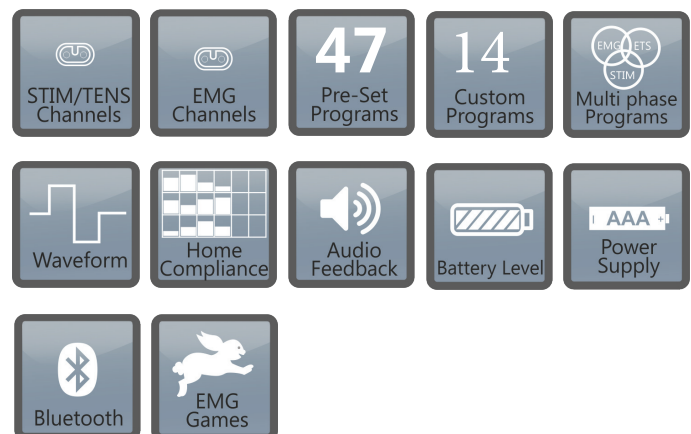 STIM/TENS
Channels
EMG
Channels
47
Pre-Set
Programs
14
Custom
Programs
EMG ETS
STIM
Multi phase
Programs
Waveform
Home
Compliance
Audio
Feedback
Battery Level
AAA +
Power
Supply
Bluetooth
EMG
Games